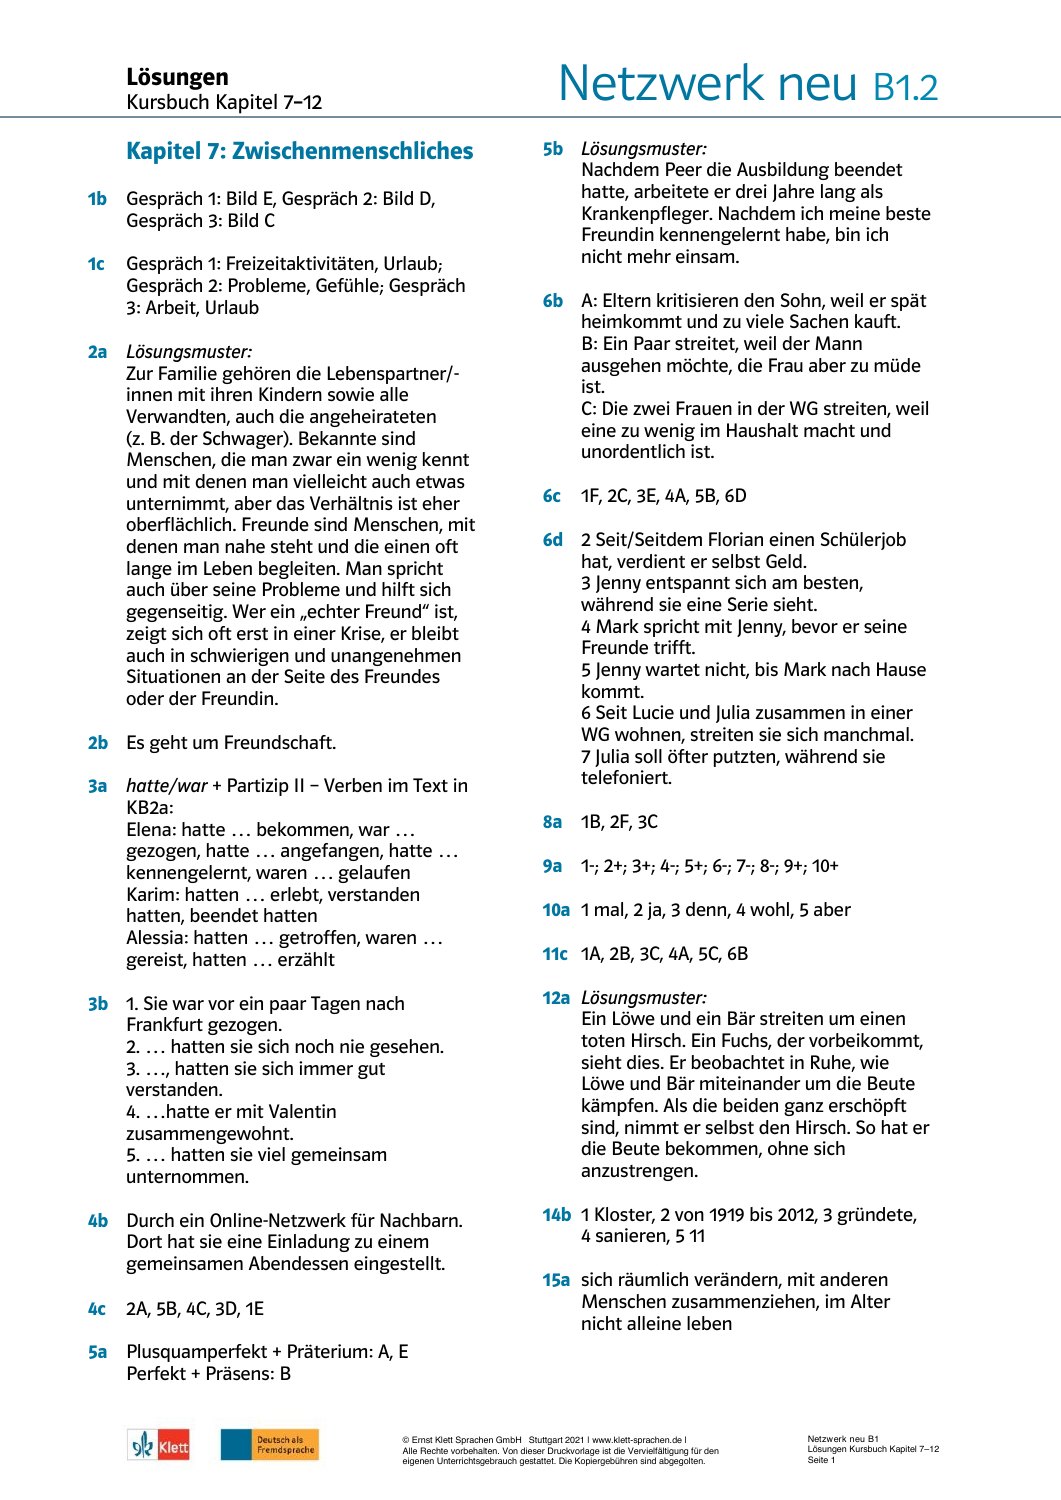 Lösungen
Kursbuch Kapitel 7–12
Netzwerk neu B1.2
Kapitel 7: Zwischenmenschliches
1b Gespräch 1: Bild E, Gespräch 2: Bild D,
Gespräch 3: Bild C
1c Gespräch 1: Freizeitaktivitäten, Urlaub;
Gespräch 2: Probleme, Gefühle; Gespräch
3: Arbeit, Urlaub
2a Lösungsmuster:
Zur Familie gehören die Lebenspartner/-
innen mit ihren Kindern sowie alle
Verwandten, auch die angeheirateten
(z. B. der Schwager). Bekannte sind
Menschen, die man zwar ein wenig kennt
und mit denen man vielleicht auch etwas
unternimmt, aber das Verhältnis ist eher
oberflächlich. Freunde sind Menschen, mit
denen man nahe steht und die einen oft
lange im Leben begleiten. Man spricht
auch über seine Probleme und hilft sich
gegenseitig. Wer ein „echter Freund“ ist,
zeigt sich oft erst in einer Krise, er bleibt
auch in schwierigen und unangenehmen
Situationen an der Seite des Freundes
oder der Freundin.
2b Es geht um Freundschaft.
3a hatte/war + Partizip II – Verben im Text in
KB2a:
Elena: hatte … bekommen, war …
gezogen, hatte … angefangen, hatte …
kennengelernt, waren … gelaufen
Karim: hatten … erlebt, verstanden
hatten, beendet hatten
Alessia: hatten … getroffen, waren …
gereist, hatten … erzählt
3b 1. Sie war vor ein paar Tagen nach
Frankfurt gezogen.
2. … hatten sie sich noch nie gesehen.
3. …, hatten sie sich immer gut
verstanden.
4. …hatte er mit Valentin
zusammengewohnt.
5. … hatten sie viel gemeinsam
unternommen.
4b Durch ein Online-Netzwerk für Nachbarn.
Dort hat sie eine Einladung zu einem
gemeinsamen Abendessen eingestellt.
4c 2A, 5B, 4C, 3D, 1E
5a Plusquamperfekt + Präterium: A, E
Perfekt + Präsens: B
5b Lösungsmuster:
Nachdem Peer die Ausbildung beendet
hatte, arbeitete er drei Jahre lang als
Krankenpfleger. Nachdem ich meine beste
Freundin kennengelernt habe, bin ich
nicht mehr einsam.
6b A: Eltern kritisieren den Sohn, weil er spät
heimkommt und zu viele Sachen kauft.
B: Ein Paar streitet, weil der Mann
ausgehen möchte, die Frau aber zu müde
ist.
C: Die zwei Frauen in der WG streiten, weil
eine zu wenig im Haushalt macht und
unordentlich ist.
6c 1F, 2C, 3E, 4A, 5B, 6D
6d 2 Seit/Seitdem Florian einen Schülerjob
hat, verdient er selbst Geld.
3 Jenny entspannt sich am besten,
während sie eine Serie sieht.
4 Mark spricht mit Jenny, bevor er seine
Freunde trifft.
5 Jenny wartet nicht, bis Mark nach Hause
kommt.
6 Seit Lucie und Julia zusammen in einer
WG wohnen, streiten sie sich manchmal.
7 Julia soll öfter putzten, während sie
telefoniert.
8a 1B, 2F, 3C
9a 1-; 2+; 3+; 4-; 5+; 6-; 7-; 8-; 9+; 10+
10a 1 mal, 2 ja, 3 denn, 4 wohl, 5 aber
11c 1A, 2B, 3C, 4A, 5C, 6B
12a Lösungsmuster:
Ein Löwe und ein Bär streiten um einen
toten Hirsch. Ein Fuchs, der vorbeikommt,
sieht dies. Er beobachtet in Ruhe, wie
Löwe und Bär miteinander um die Beute
kämpfen. Als die beiden ganz erschöpft
sind, nimmt er selbst den Hirsch. So hat er
die Beute bekommen, ohne sich
anzustrengen.
14b 1 Kloster, 2 von 1919 bis 2012, 3 gründete,
4 sanieren, 5 11
15a sich räumlich verändern, mit anderen
Menschen zusammenziehen, im Alter
nicht alleine leben
Klett
Deutsch als
Fremdsprache
© Ernst Klett Sprachen GmbH Stuttgart 2021 | www.klett-sprachen.de |
Alle Rechte vorbehalten. Von dieser Druckvorlage ist die Vervielfältigung für den
eigenen Unterrichtsgebrauch gestattet. Die Kopiergebühren sind abgegolten.
Netzwerk neu B1
Lösungen Kursbuch Kapitel 7–12
Seite 1